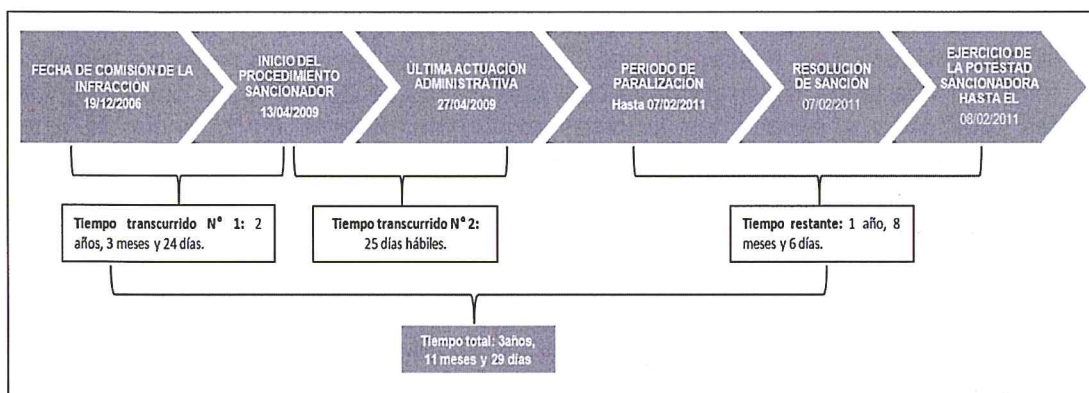 FECHA DE COMISIÓN DE LA
INFRACCIÓN
19/12/2006
INICIO DEL
PROCEDIMIENTO
SANCIONADOR
13/04/2009
ÚLTIMA ACTUACIÓN
ADMINISTRATIVA
27/04/2009
PERIODO DE
PARALIZACIÓN
Hasta 07/02/2011
RESOLUCIÓN
DE SANCIÓN
07/02/2011
EJERCICIO DE
LA POTESTAD
SANCIONADORA
HASTA EL
08/02/2011
Tiempo transcurrido N° 1: 2
años, 3 meses y 24 días.
Tiempo transcurrido N° 2:
25 días hábiles.
Tiempo restante: 1 año, 8
meses y 6 días.
Tiempo total: 3años,
11 meses y 29 días